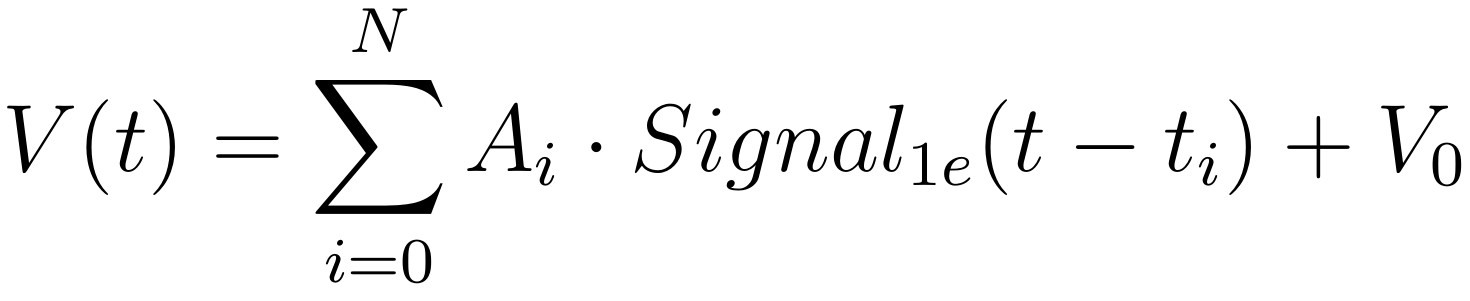 V(t) = \sum_{i=0}^{N} A_i \cdot Signal_{1e}(t - t_i) + V_0